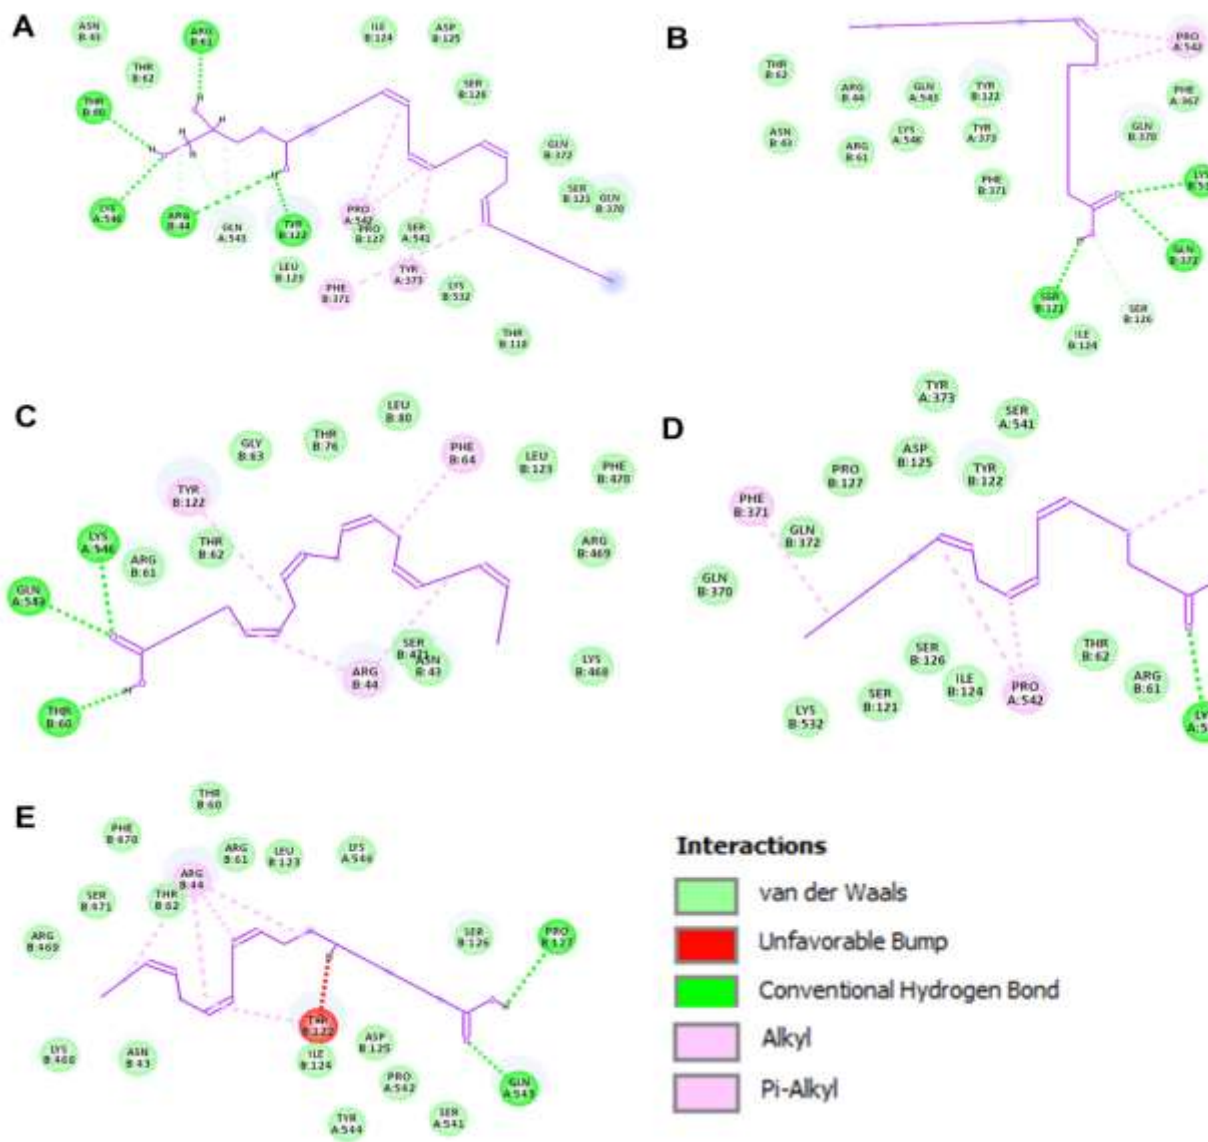 A
ASN
B:43
ARG
B:61
ILE
B:124
ASP
B:125
THR
B:62
SER
B:126
THR
B:60
GLN
B:372
SER
B:121
GLN
B:370
LYS
A:546
ARG
B:44
GLN
A:543
TYR
B:122
PRO
A:542
PRO
B:127
SER
A:541
LEU
B:123
PHE
B:371
TYR
A:373
LYS
B:532
THR
B:110
B
PRO
A:542
THR
B:62
ARG
B:44
GLN
A:543
TYR
B:122
PHE
A:367
ASN
B:43
ARG
B:61
LYS
A:546
TYR
A:373
GLN
B:370
PHE
B:371
LYS
GLN
B:372
SER
B:121
SER
B:126
ILE
B:124
C
LEU
B:80
GLY
B:63
THR
B:76
PHE
B:64
LEU
B:123
PHE
B:470
TYR
B:122
LYS
A:546
THR
B:62
ARG
B:61
ARG
B:469
GLN
A:543
SER
B:471
ASN
B:43
ARG
B:44
LYS
B:468
THR
B:60
D
TYR
A:373
SER
A:541
ASP
B:125
PRO
B:127
TYR
B:122
PHE
B:371
GLN
B:372
GLN
B:370
SER
B:126
ILE
B:124
PRO
A:542
THR
B:62
ARG
B:61
SER
B:121
LYS
B:532
E
THR
B:60
PHE
B:470
ARG
B:61
LEU
B:123
LYS
A:546
ARG
B:44
SER
B:471
THR
B:62
ARG
B:469
SER
B:126
PRO
B:127
TYR
B:122
LYS
B:468
ASN
B:43
ILE
B:124
ASP
B:125
PRO
A:542
GLN
A:543
TYR
A:544
SER
A:541
Interactions
van der Waals
Unfavorable Bump
Conventional Hydrogen Bond
Alkyl
Pi-Alkyl